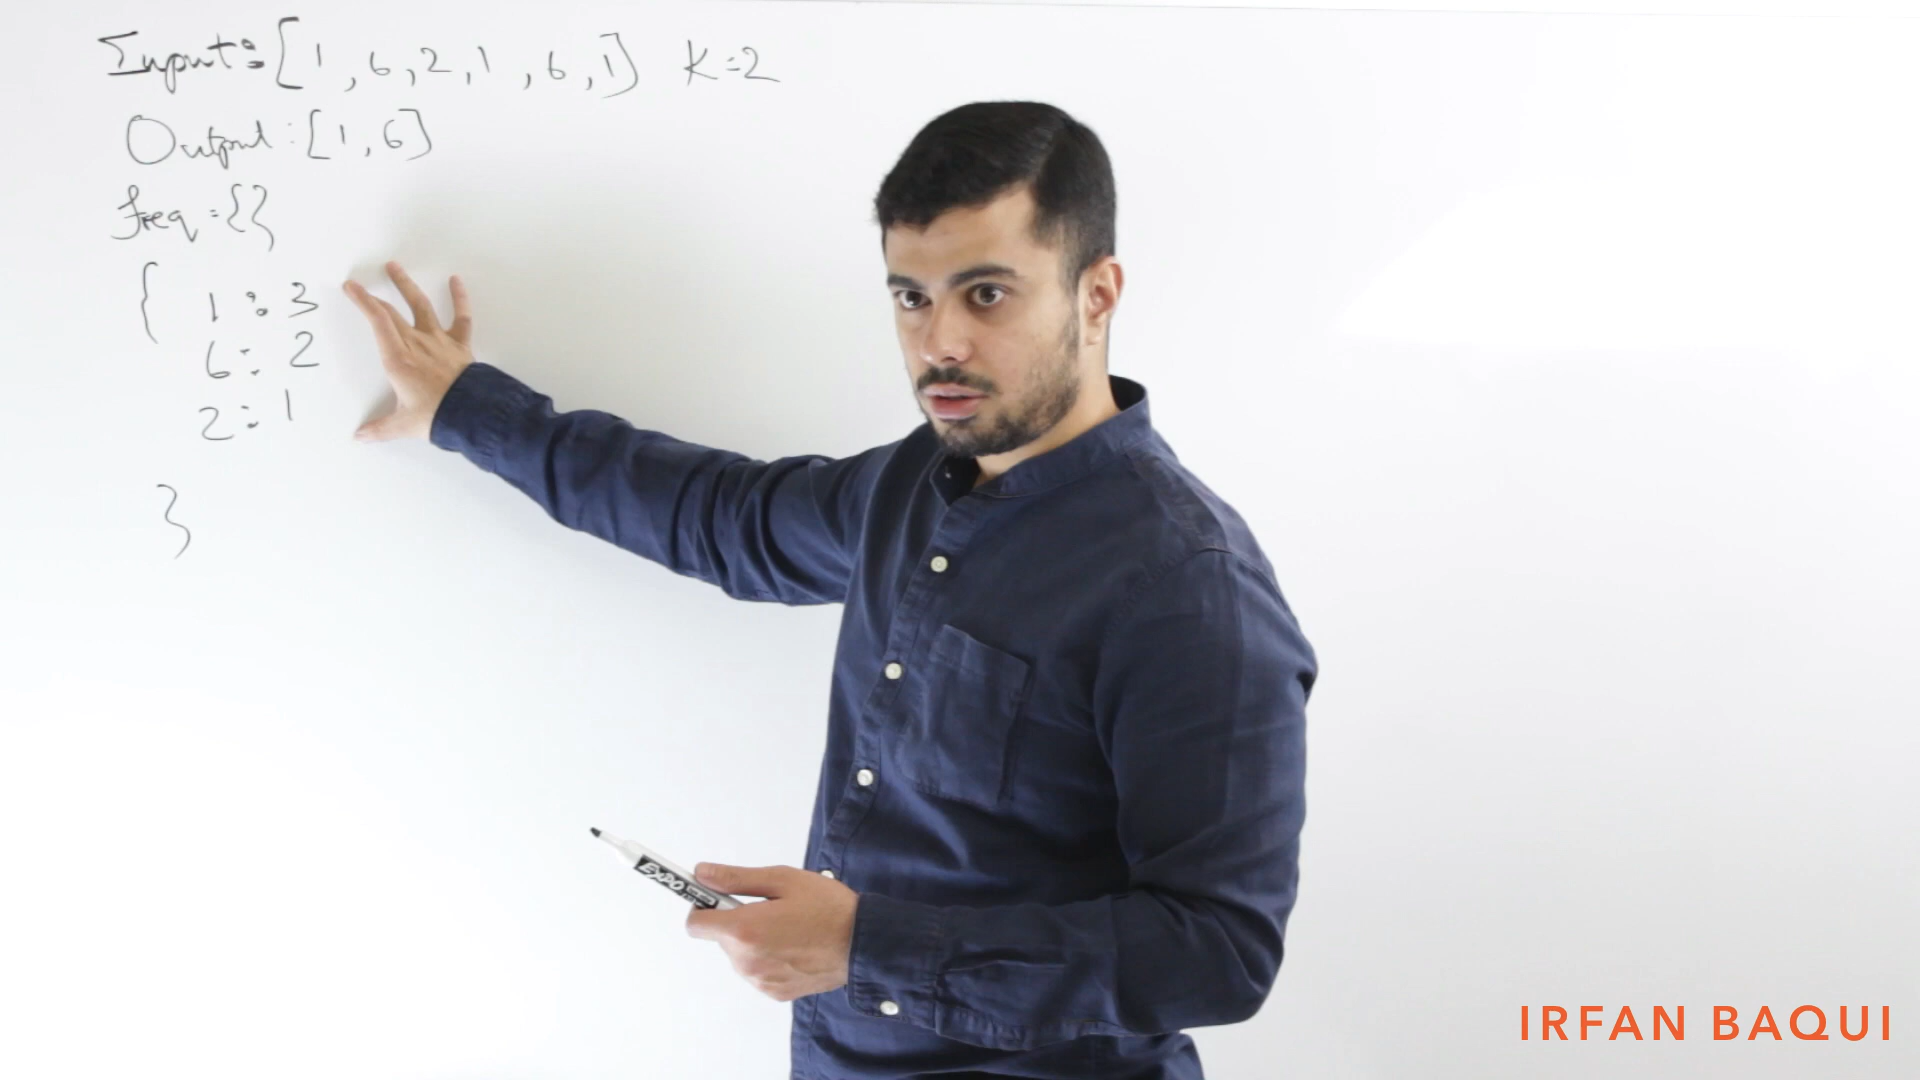 Input: [1, 6, 2, 1, 6, 1] K=2
Output: [1, 6]
freq = {}
{ 1 : 3
6 : 2
2 : 1
}
EXPO
IRFAN BAQUI